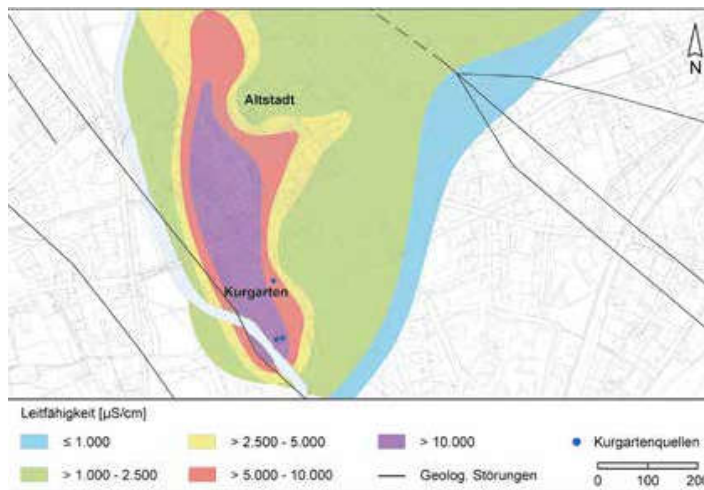 N
Altstadt
Kurgarten
Leitfähigkeit [µS/cm]
≤ 1.000
> 2.500 - 5.000
> 10.000
Kurgartenquellen
> 1.000 - 2.500
> 5.000 - 10.000
Geolog. Störungen
0 100 200